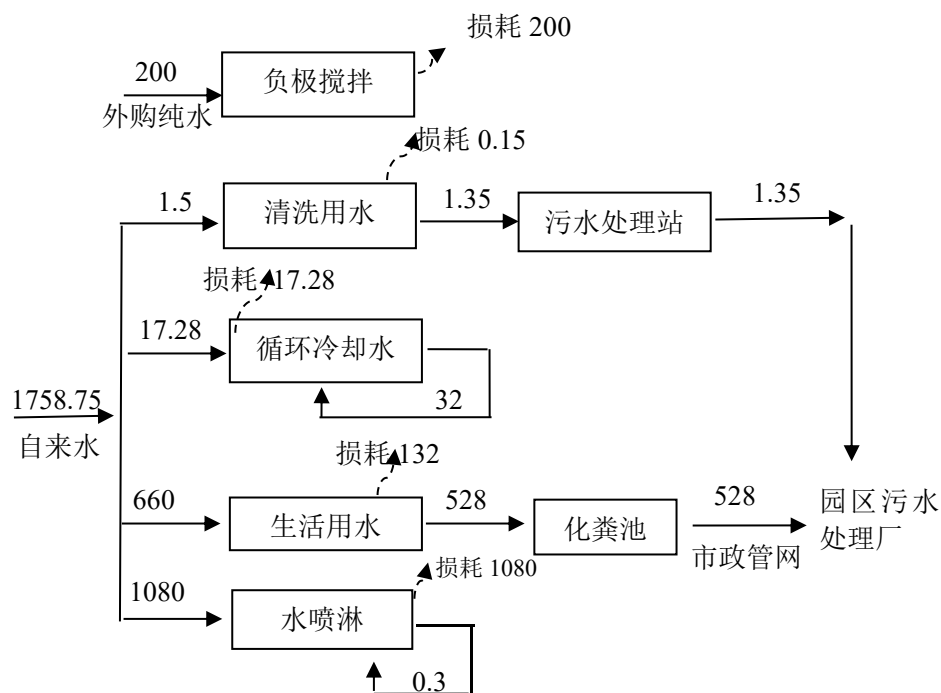 损耗 200
200
负极搅拌
外购纯水
损耗 0.15
1.5
清洗用水
1.35
污水处理站
1.35
损耗 17.28
17.28
循环冷却水
32
1758.75
自来水
损耗 132
660
生活用水
528
化粪池
528
市政管网
园区污水
处理厂
损耗 1080
1080
水喷淋
0.3